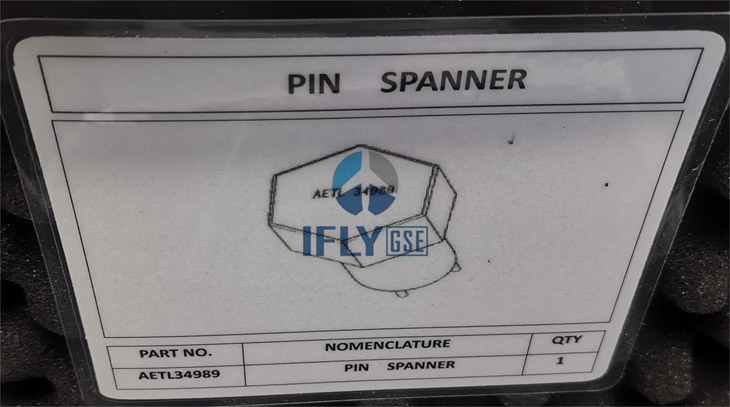 PIN SPANNER
AETL 34989
IFLY GSE
PART NO. NOMENCLATURE QTY
AETL34989 PIN SPANNER 1